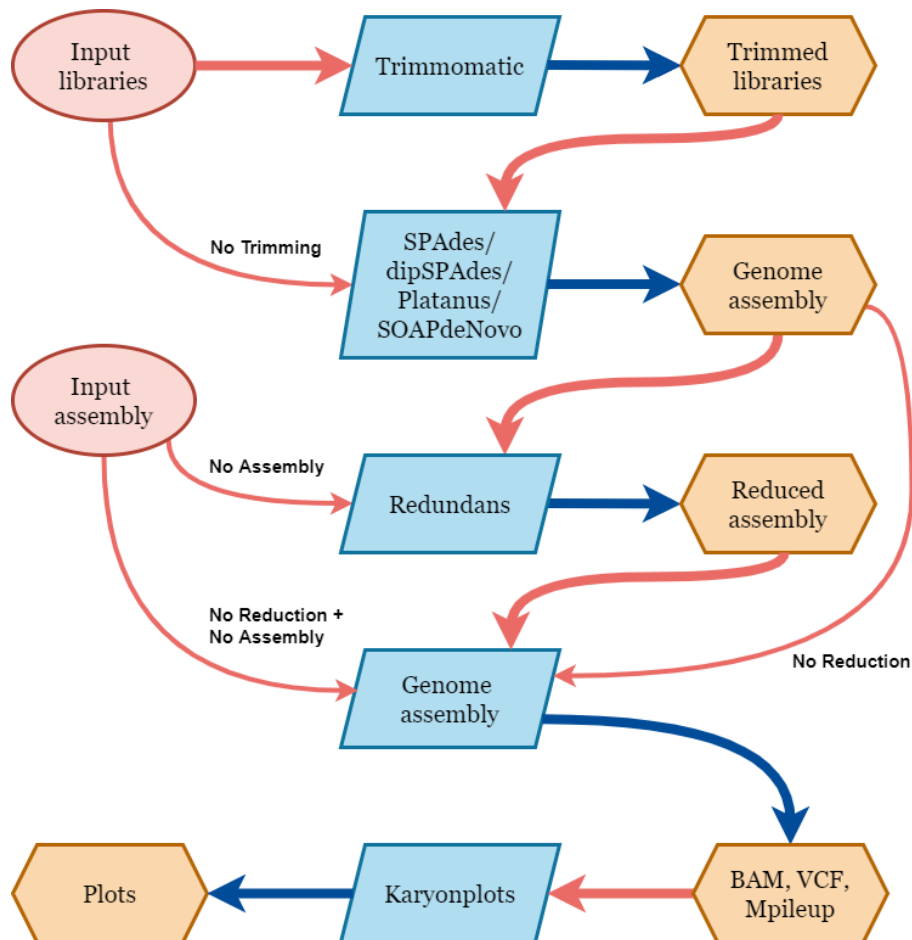 Input
libraries
Trimmomatic
Trimmed
libraries
No Trimming
SPAdes/
dipSPAdes/
Platanus/
SOAPdeNovo
Genome
assembly
Input
assembly
No Assembly
Redundans
Reduced
assembly
No Reduction +
No Assembly
Genome
assembly
No Reduction
Plots
Karyonplots
BAM, VCF,
Mpileup